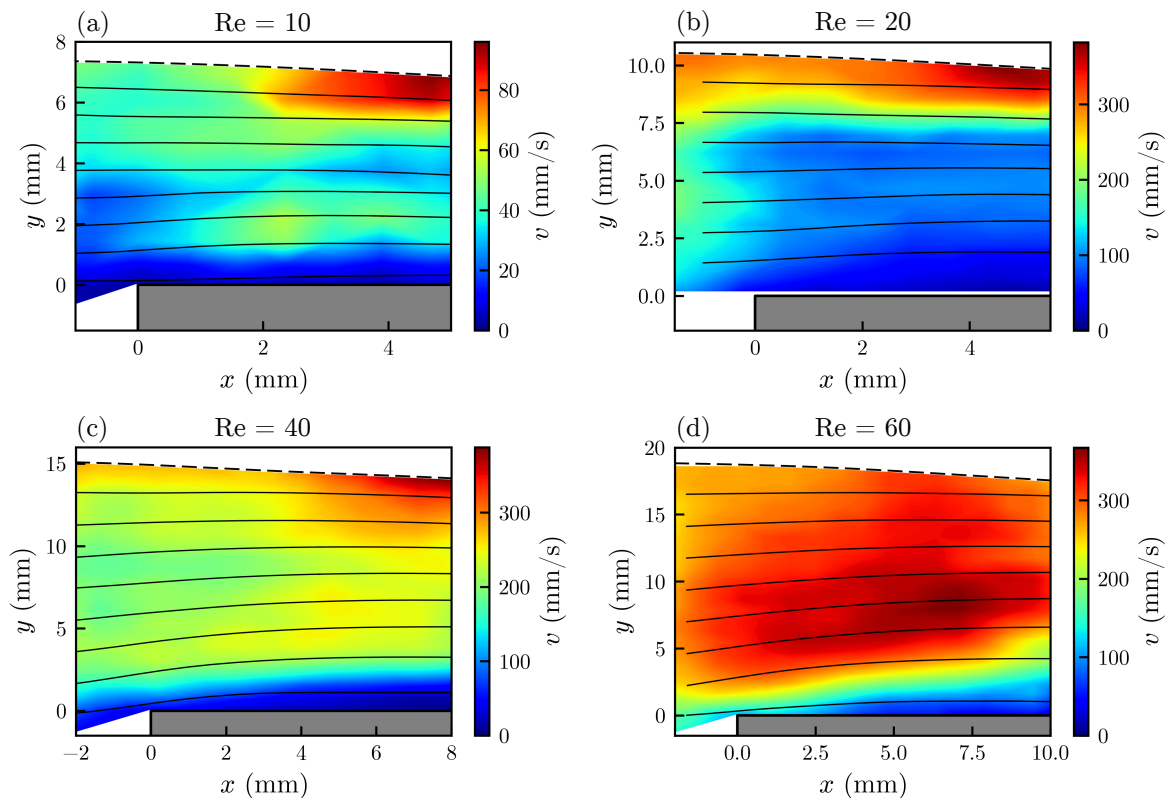 (a) Re = 10
8
6
4
2
0
y (mm)
0 2 4
x (mm)
80
60
40
20
0
v (mm/s)
(b) Re = 20
10.0
7.5
5.0
2.5
0.0
y (mm)
0 2 4
x (mm)
300
200
100
0
v (mm/s)
(c) Re = 40
15
10
5
0
y (mm)
−2 0 2 4 6 8
x (mm)
300
200
100
0
v (mm/s)
(d) Re = 60
20
15
10
5
0
y (mm)
0.0 2.5 5.0 7.5 10.0
x (mm)
300
200
100
0
v (mm/s)